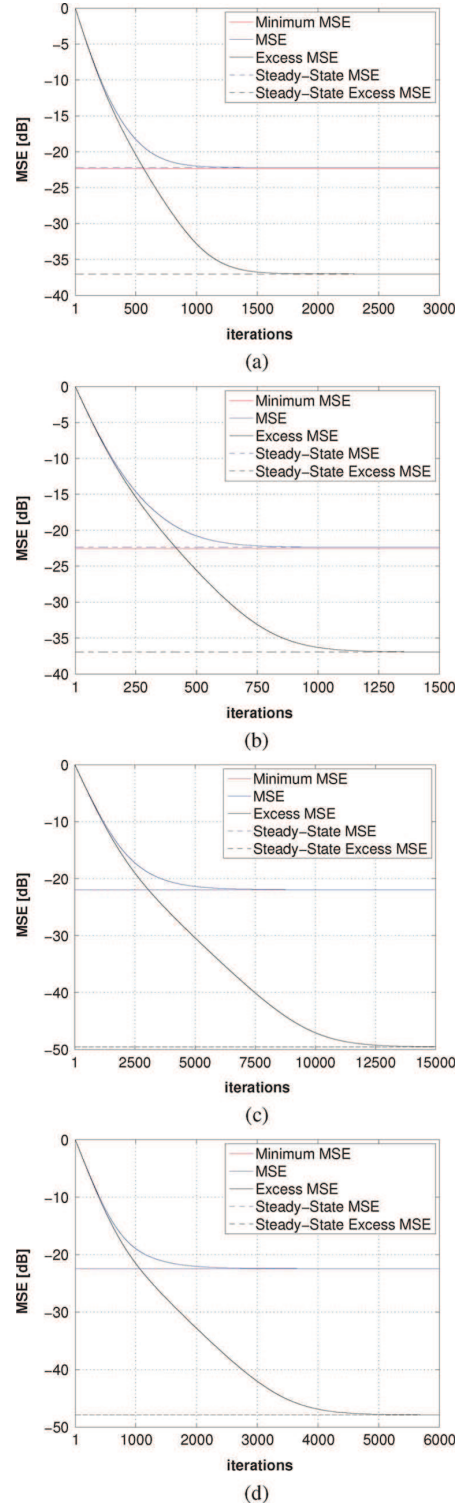 0
-5
-10
-15
-20
-25
-30
-35
-40
MSE [dB]
Minimum MSE
MSE
Excess MSE
Steady-State MSE
Steady-State Excess MSE
1 500 1000 1500 2000 2500 3000
iterations
(a)
0
-5
-10
-15
-20
-25
-30
-35
-40
MSE [dB]
Minimum MSE
MSE
Excess MSE
Steady-State MSE
Steady-State Excess MSE
1 250 500 750 1000 1250 1500
iterations
(b)
0
-10
-20
-30
-40
-50
MSE [dB]
Minimum MSE
MSE
Excess MSE
Steady-State MSE
Steady-State Excess MSE
1 2500 5000 7500 10000 12500 15000
iterations
(c)
0
-10
-20
-30
-40
-50
MSE [dB]
Minimum MSE
MSE
Excess MSE
Steady-State MSE
Steady-State Excess MSE
1 1000 2000 3000 4000 5000 6000
iterations
(d)